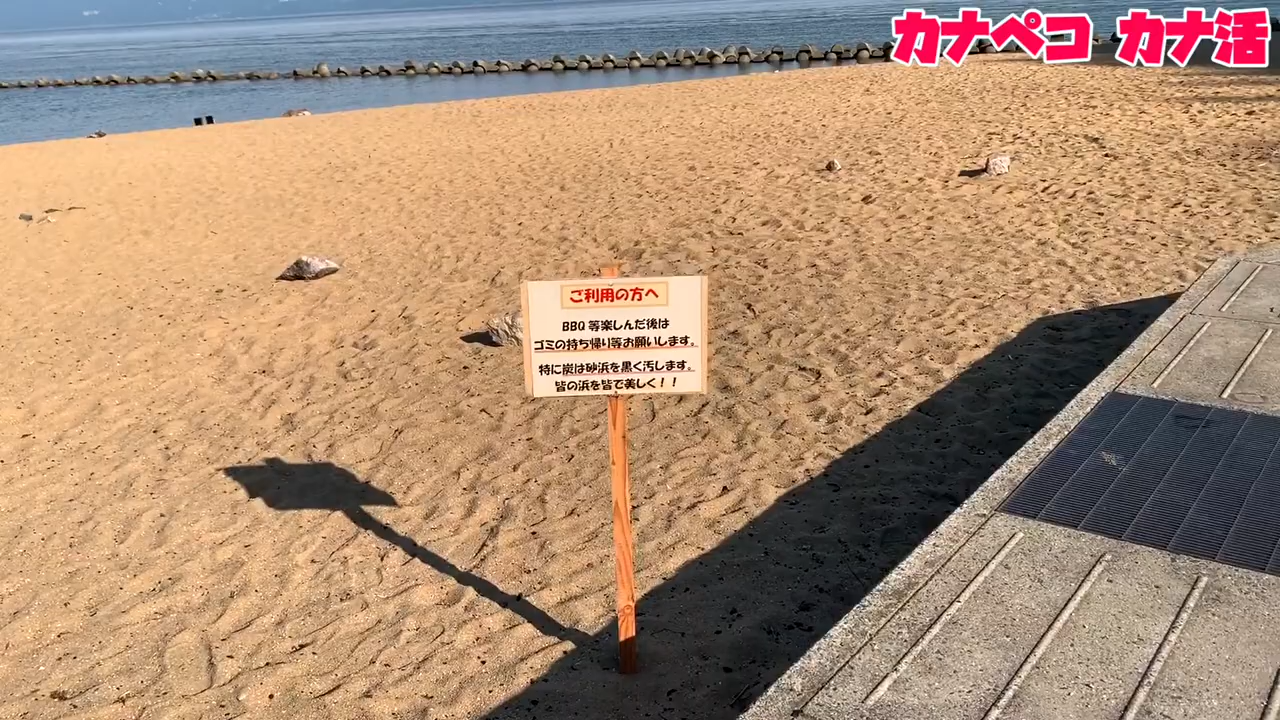 カナペコ カナ活
ご利用の方へ
BBQ 等楽しんだ後は
ゴミの持ち帰り等お願いします。
特に炭は砂浜を黒く汚します。
皆の浜を皆で美しく！！